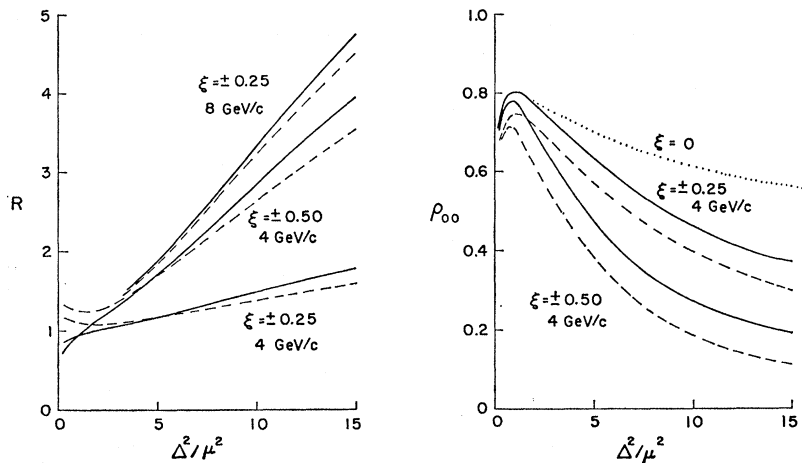 5
4
3
2
1
0
R
ξ = ± 0.25
8 GeV/c
ξ = ± 0.50
4 GeV/c
ξ = ± 0.25
4 GeV/c
0 5 10 15
Δ²/μ²
1.0
0.8
0.6
0.4
0.2
0.0
ρ₀₀
ξ = 0
ξ = ± 0.25
4 GeV/c
ξ = ± 0.50
4 GeV/c
0 5 10 15
Δ²/μ²